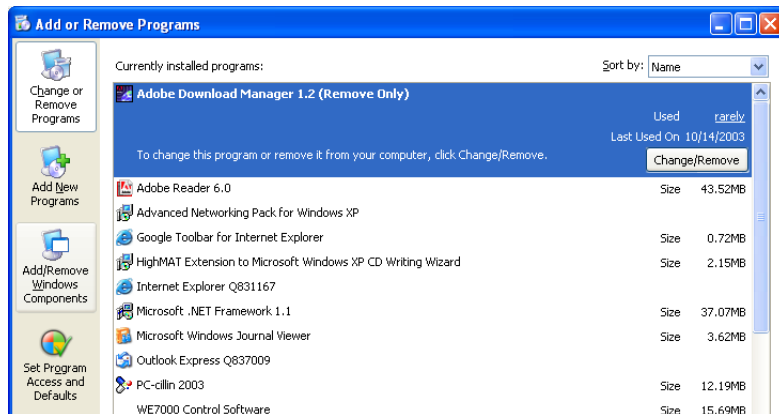 Add or Remove Programs
Change or
Remove
Programs
Add New
Programs
Add/Remove
Windows
Components
Set Program
Access and
Defaults
Currently installed programs:
Sort by: Name
Adobe Download Manager 1.2 (Remove Only)
Used rarely
Last Used On 10/14/2003
To change this program or remove it from your computer, click Change/Remove.
Change/Remove
Adobe Reader 6.0 Size 43.52MB
Advanced Networking Pack for Windows XP
Google Toolbar for Internet Explorer Size 0.72MB
HighMAT Extension to Microsoft Windows XP CD Writing Wizard Size 2.15MB
Internet Explorer Q831167
Microsoft .NET Framework 1.1 Size 37.07MB
Microsoft Windows Journal Viewer Size 3.62MB
Outlook Express Q837009
PC-cillin 2003 Size 12.19MB
WE7000 Control Software Size 15.69MB